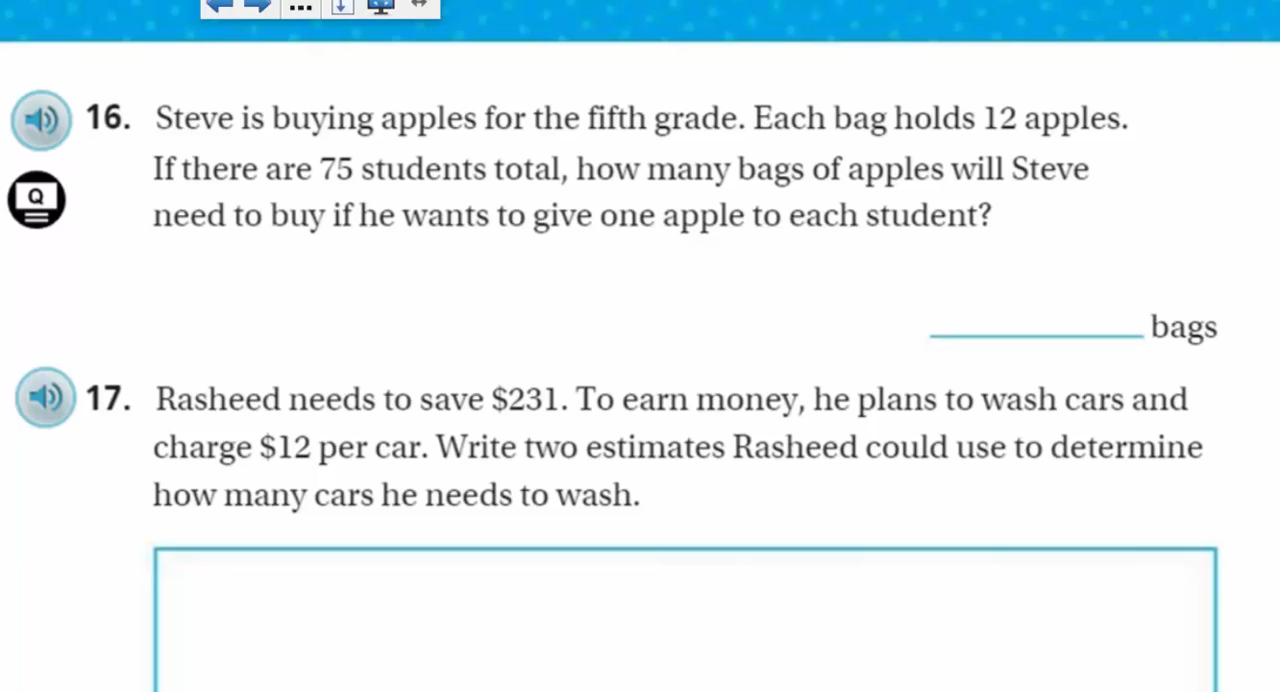 16. Steve is buying apples for the fifth grade. Each bag holds 12 apples.
If there are 75 students total, how many bags of apples will Steve
need to buy if he wants to give one apple to each student?
Q
bags
17. Rasheed needs to save $231. To earn money, he plans to wash cars and
charge $12 per car. Write two estimates Rasheed could use to determine
how many cars he needs to wash.